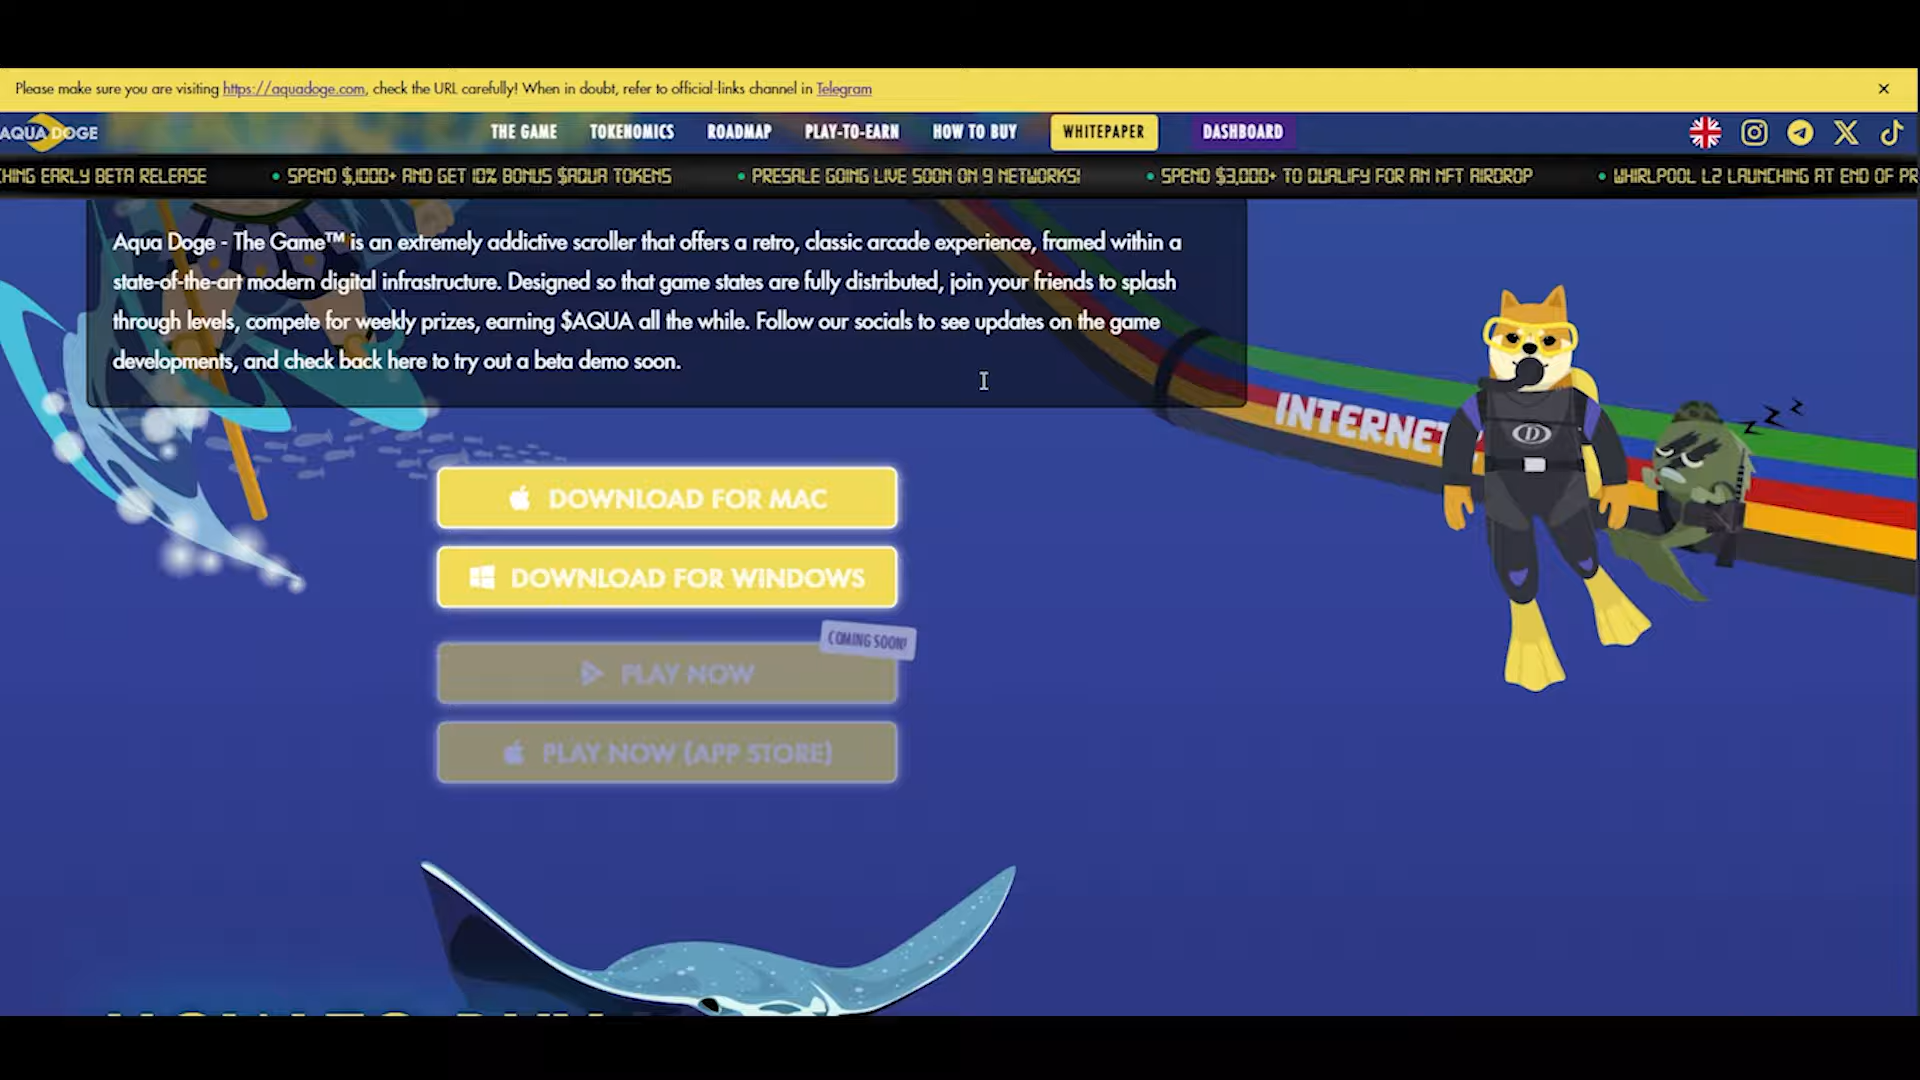 Please make sure you are visiting https://aquadoge.com, check the URL carefully! When in doubt, refer to official-links channel in Telegram
AQUA DOGE
THE GAME TOKENOMICS ROADMAP PLAY-TO-EARN HOW TO BUY WHITEPAPER DASHBOARD
CHING EARLY BETA RELEASE • SPEND $1,000+ AND GET 10% BONUS $AQUA TOKENS • PRESALE GOING LIVE SOON ON 9 NETWORKS! • SPEND $3,000+ TO QUALIFY FOR AN NFT AIRDROP • WHIRLPOOL L2 LAUNCHING AT END OF PR
Aqua Doge - The Game™ is an extremely addictive scroller that offers a retro, classic arcade experience, framed within a
state-of-the-art modern digital infrastructure. Designed so that game states are fully distributed, join your friends to splash
through levels, compete for weekly prizes, earning $AQUA all the while. Follow our socials to see updates on the game
developments, and check back here to try out a beta demo soon.
INTERNET
D
zzz
DOWNLOAD FOR MAC
DOWNLOAD FOR WINDOWS
COMING SOON!
PLAY NOW
PLAY NOW (APP STORE)